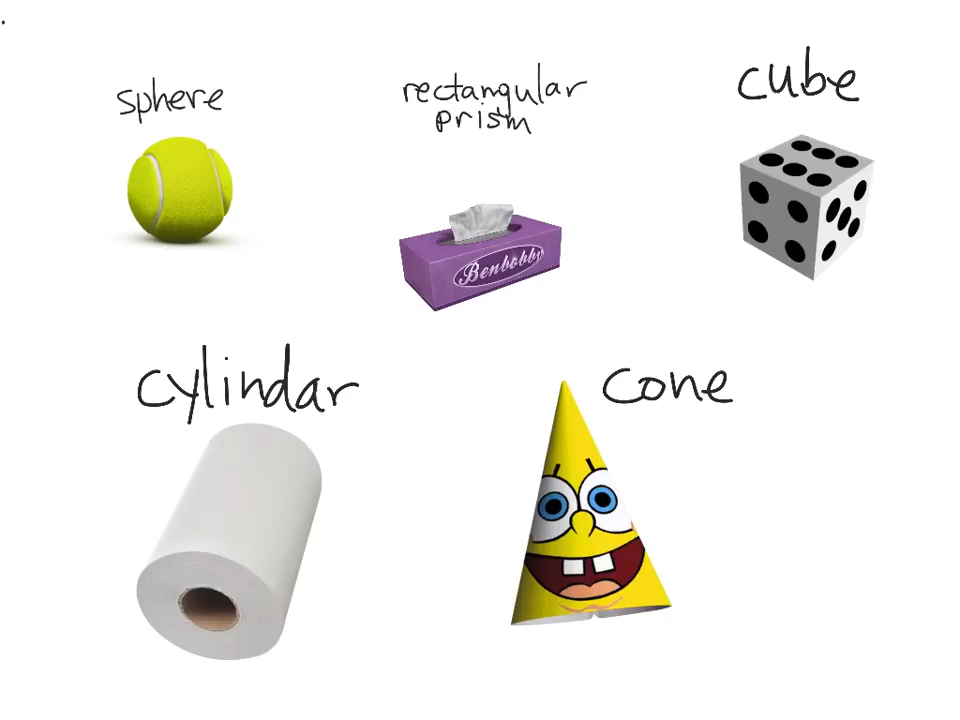 sphere
rectangular
prism
cube
Benbobby
cylindar
cone